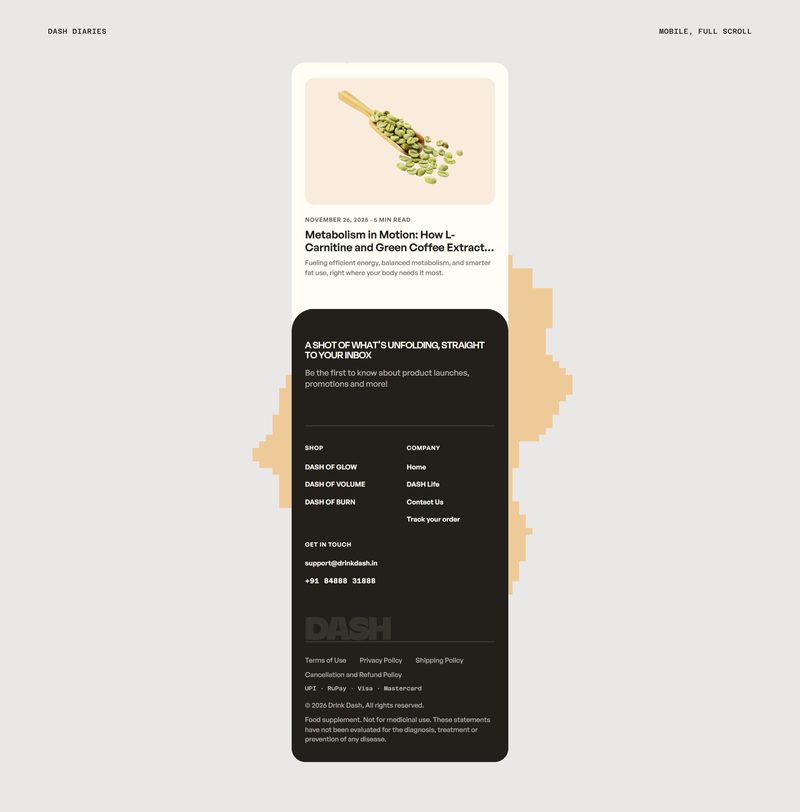 DASH DIARIES
MOBILE, FULL SCROLL
NOVEMBER 26, 2025 · 5 MIN READ
Metabolism in Motion: How L-
Carnitine and Green Coffee Extract...
Fueling efficient energy, balanced metabolism, and smarter
fat use, right where your body needs it most.
A SHOT OF WHAT'S UNFOLDING, STRAIGHT
TO YOUR INBOX
Be the first to know about product launches,
promotions and more!
SHOP
DASH OF GLOW
DASH OF VOLUME
DASH OF BURN
COMPANY
Home
DASH Life
Contact Us
Track your order
GET IN TOUCH
support@drinkdash.in
+91 84888 31888
DASH
Terms of Use Privacy Policy Shipping Policy
Cancellation and Refund Policy
UPI · RuPay · Visa · Mastercard
© 2026 Drink Dash, All rights reserved.
Food supplement. Not for medicinal use. These statements
have not been evaluated for the diagnosis, treatment or
prevention of any disease.